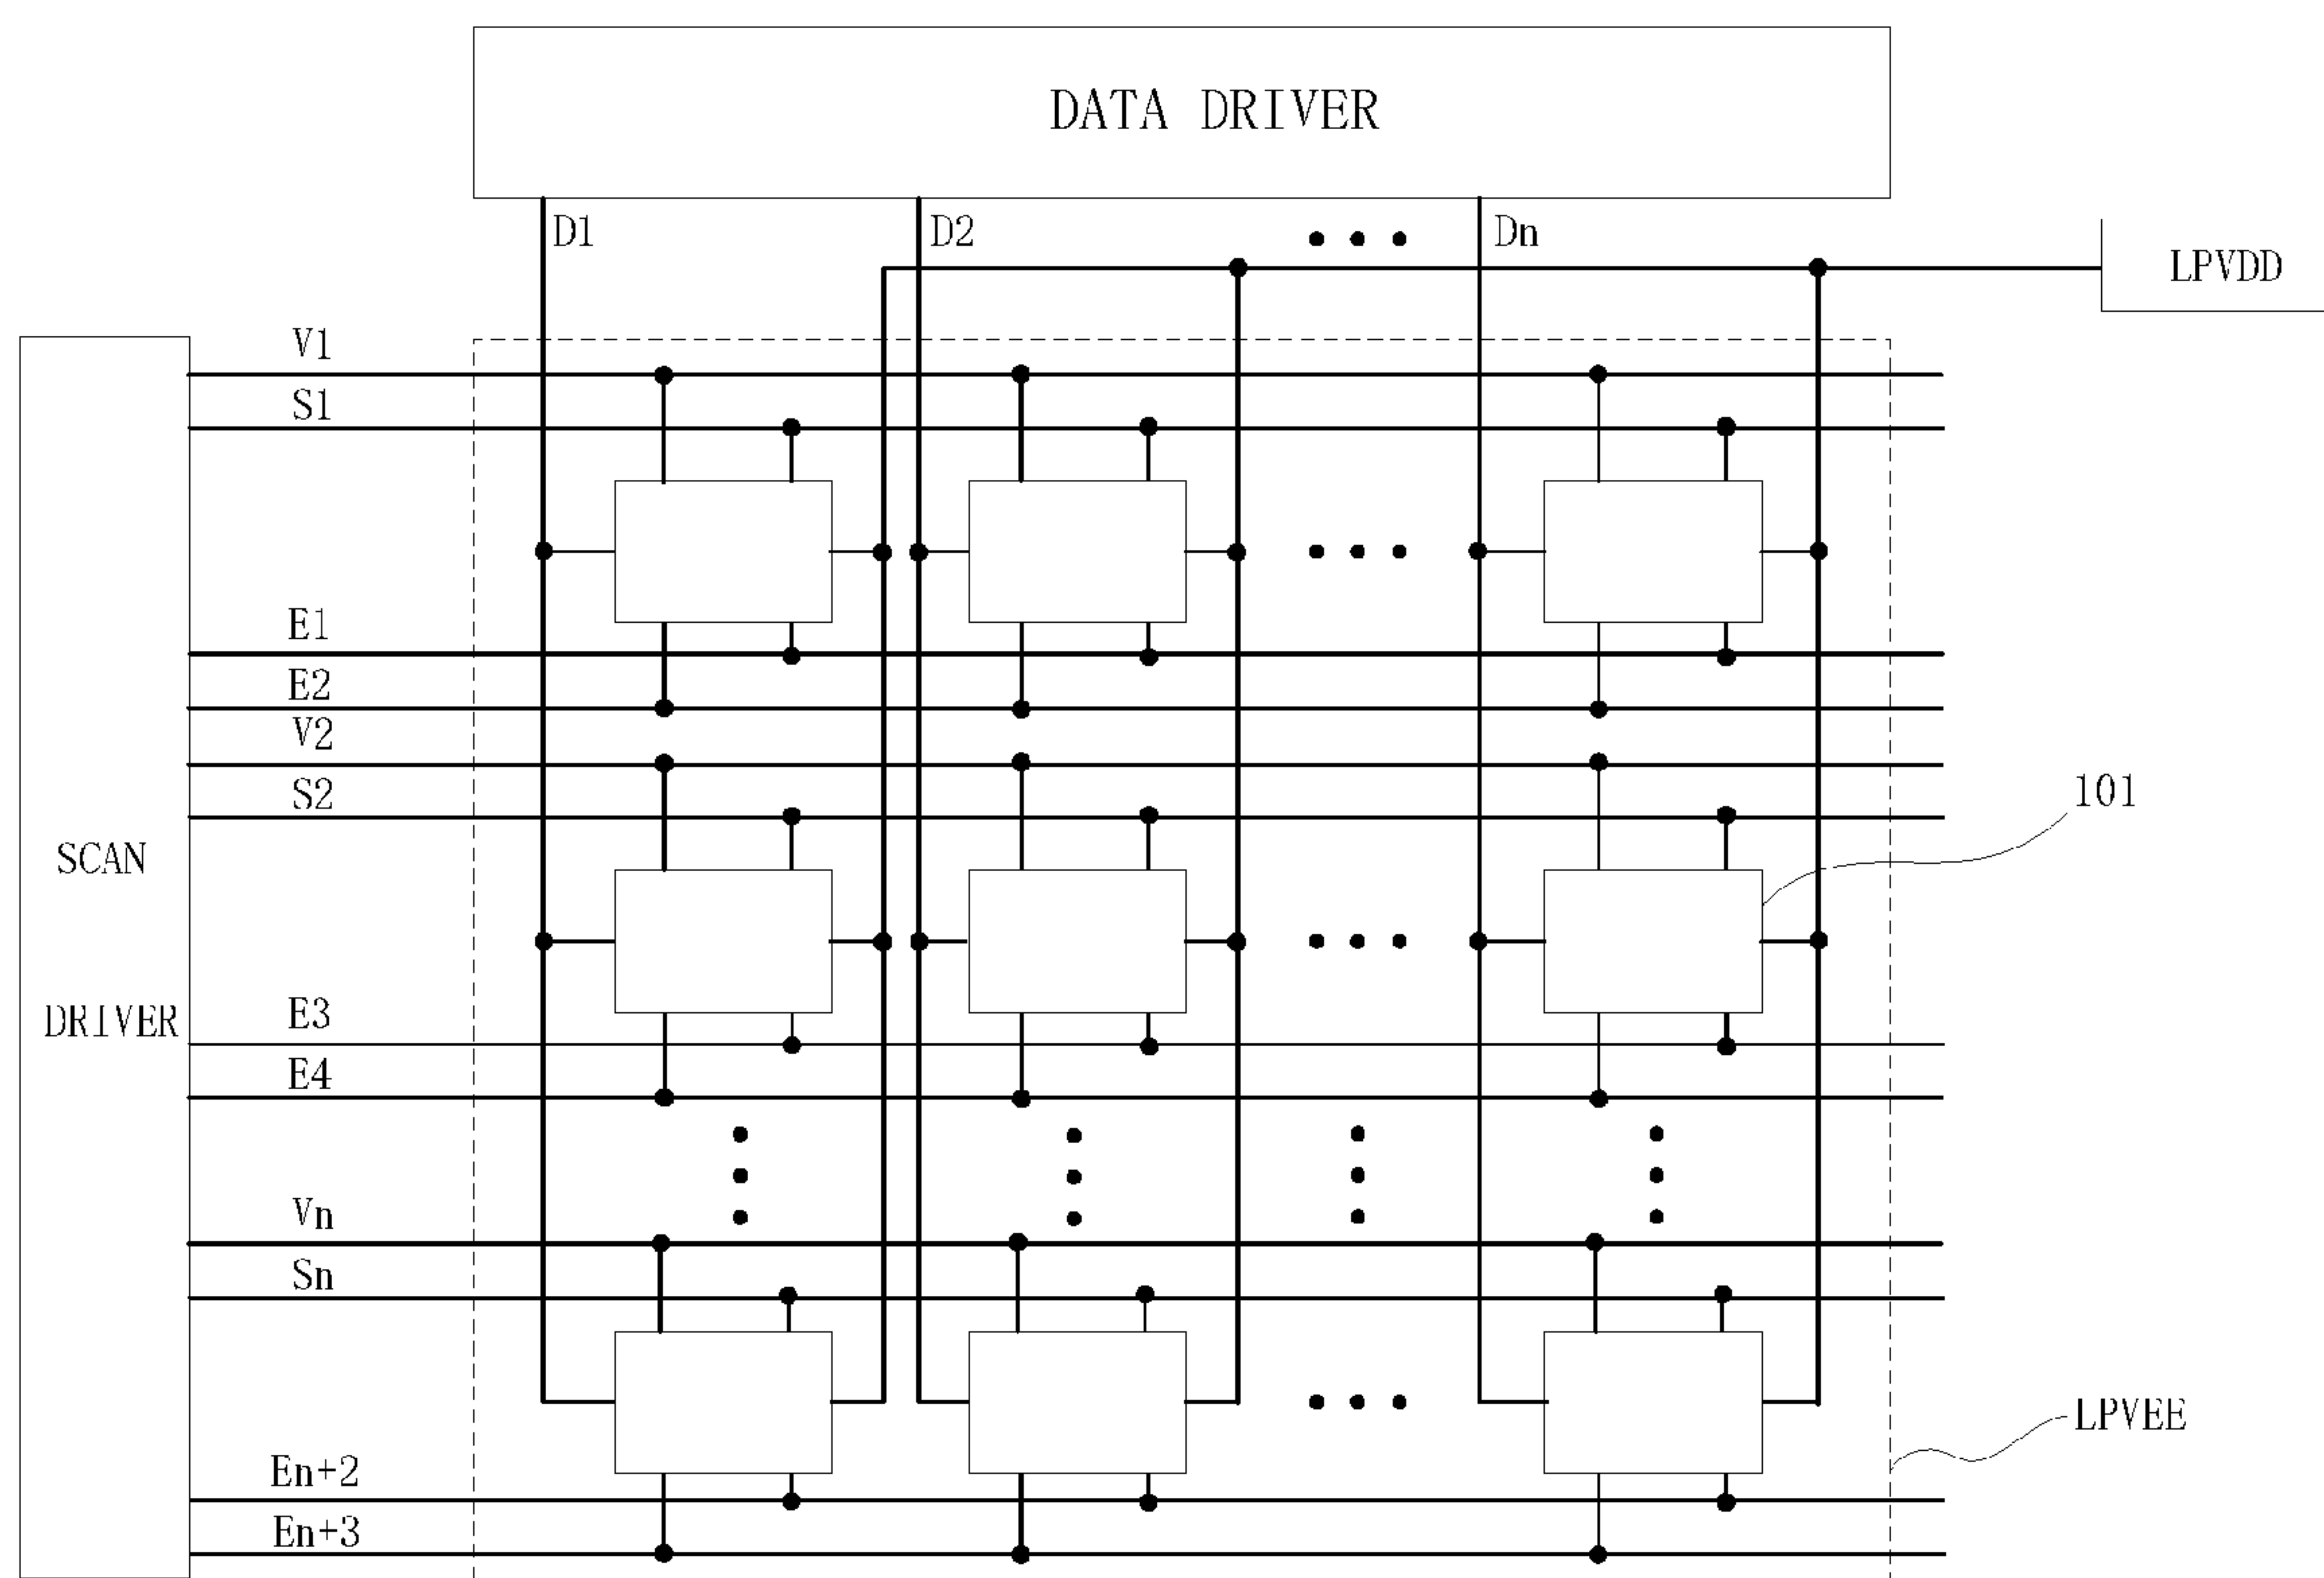 DATA DRIVER
D1
D2
Dn
LPVDD
V1
S1
E1
E2
V2
S2
101
SCAN
DRIVER
E3
E4
Vn
Sn
LPVEE
En+2
En+3